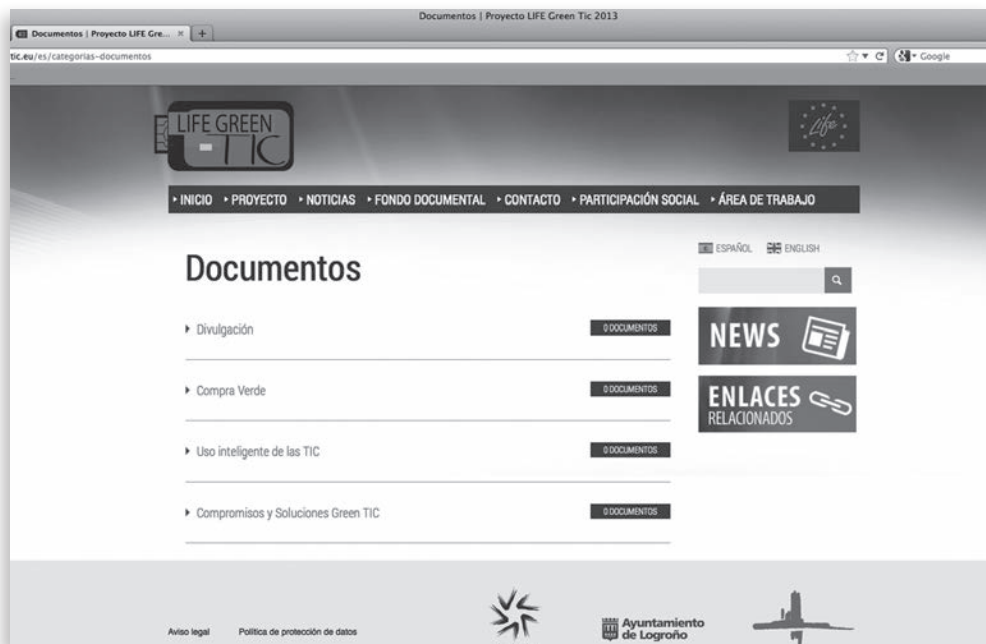 Documentos | Proyecto LIFE Green Tic 2013
Documentos | Proyecto LIFE Gre... × +
tic.eu/es/categorias-documentos
Google
LIFE GREEN
TIC
Life
INICIO PROYECTO NOTICIAS FONDO DOCUMENTAL CONTACTO PARTICIPACIÓN SOCIAL ÁREA DE TRABAJO
ESPAÑOL ENGLISH
Documentos
Divulgación 0 DOCUMENTOS
Compra Verde 0 DOCUMENTOS
Uso inteligente de las TIC 0 DOCUMENTOS
Compromisos y Soluciones Green TIC 0 DOCUMENTOS
NEWS
ENLACES
RELACIONADOS
Aviso legal Política de protección de datos
Ayuntamiento
de Logroño